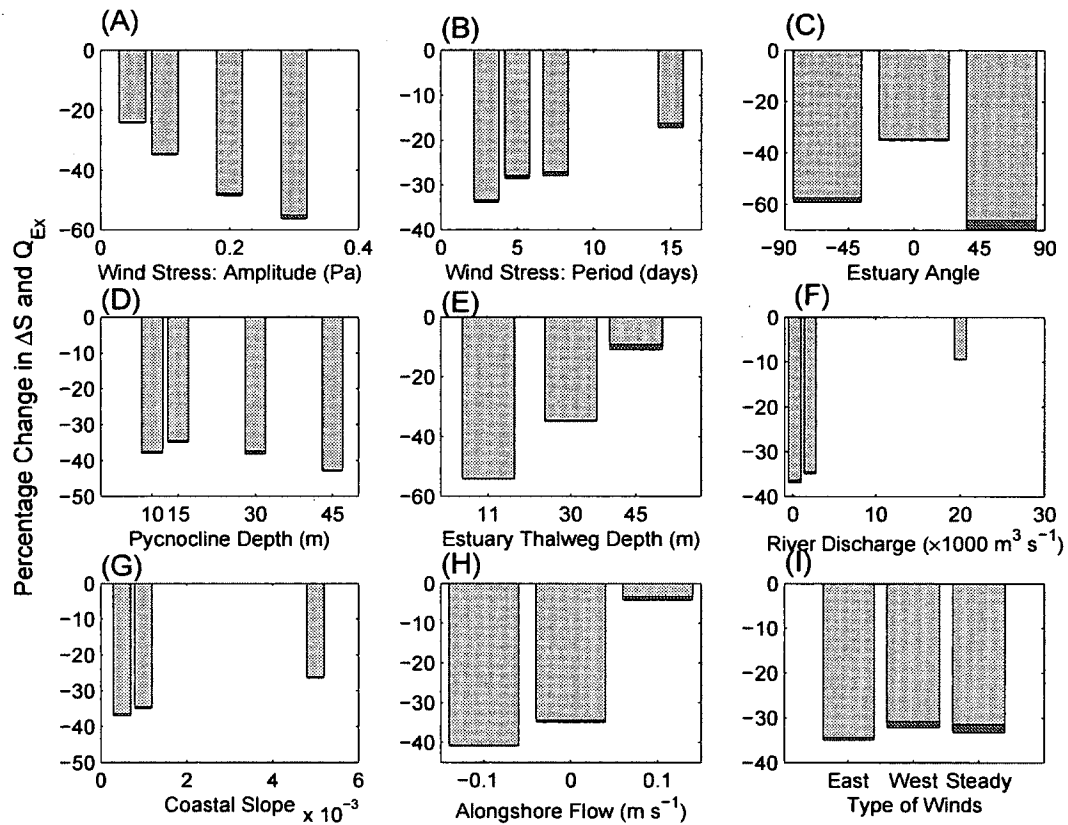 Percentage Change in ΔS and Q_Ex
(A)
0
−20
−40
−60
0 0.2 0.4
Wind Stress: Amplitude (Pa)
(B)
0
−10
−20
−30
−40
0 5 10 15
Wind Stress: Period (days)
(C)
0
−20
−40
−60
−90 −45 0 45 90
Estuary Angle
(D)
0
−10
−20
−30
−40
−50
10 15 30 45
Pycnocline Depth (m)
(E)
0
−20
−40
−60
11 30 45
Estuary Thalweg Depth (m)
(F)
0
−10
−20
−30
−40
0 10 20 30
River Discharge (×1000 m³ s⁻¹)
(G)
0
−10
−20
−30
−40
−50
0 2 4 6
Coastal Slope × 10⁻³
(H)
0
−10
−20
−30
−40
−0.1 0 0.1
Alongshore Flow (m s⁻¹)
(I)
0
−10
−20
−30
−40
East West Steady
Type of Winds